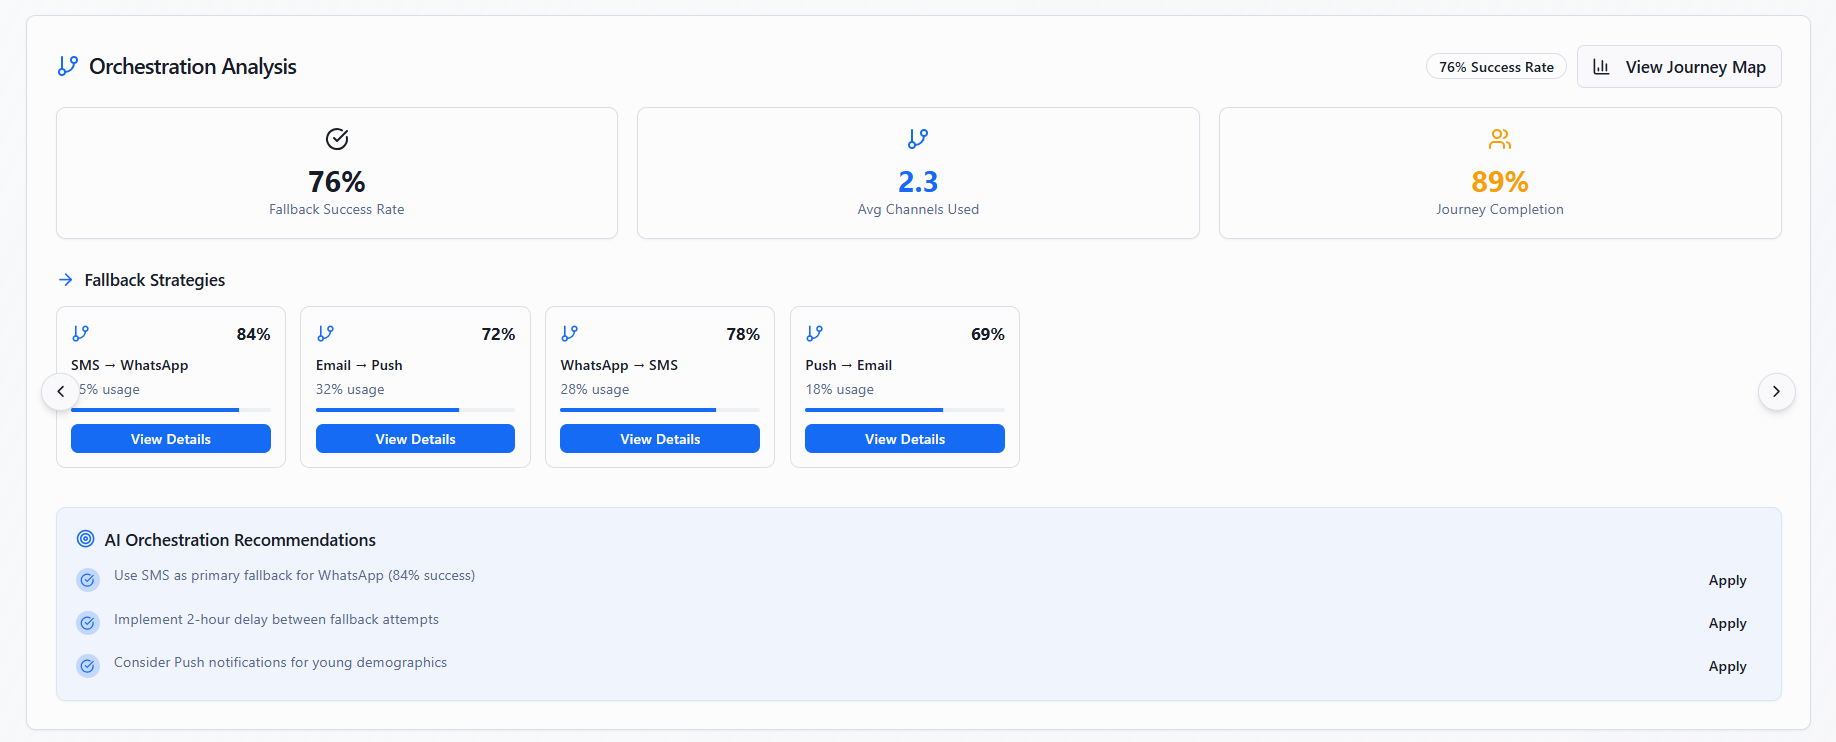 Orchestration Analysis
76% Success Rate
View Journey Map
76%
Fallback Success Rate
2.3
Avg Channels Used
89%
Journey Completion
Fallback Strategies
84%
SMS → WhatsApp
5% usage
View Details
72%
Email → Push
32% usage
View Details
78%
WhatsApp → SMS
28% usage
View Details
69%
Push → Email
18% usage
View Details
AI Orchestration Recommendations
Use SMS as primary fallback for WhatsApp (84% success)
Apply
Implement 2-hour delay between fallback attempts
Apply
Consider Push notifications for young demographics
Apply